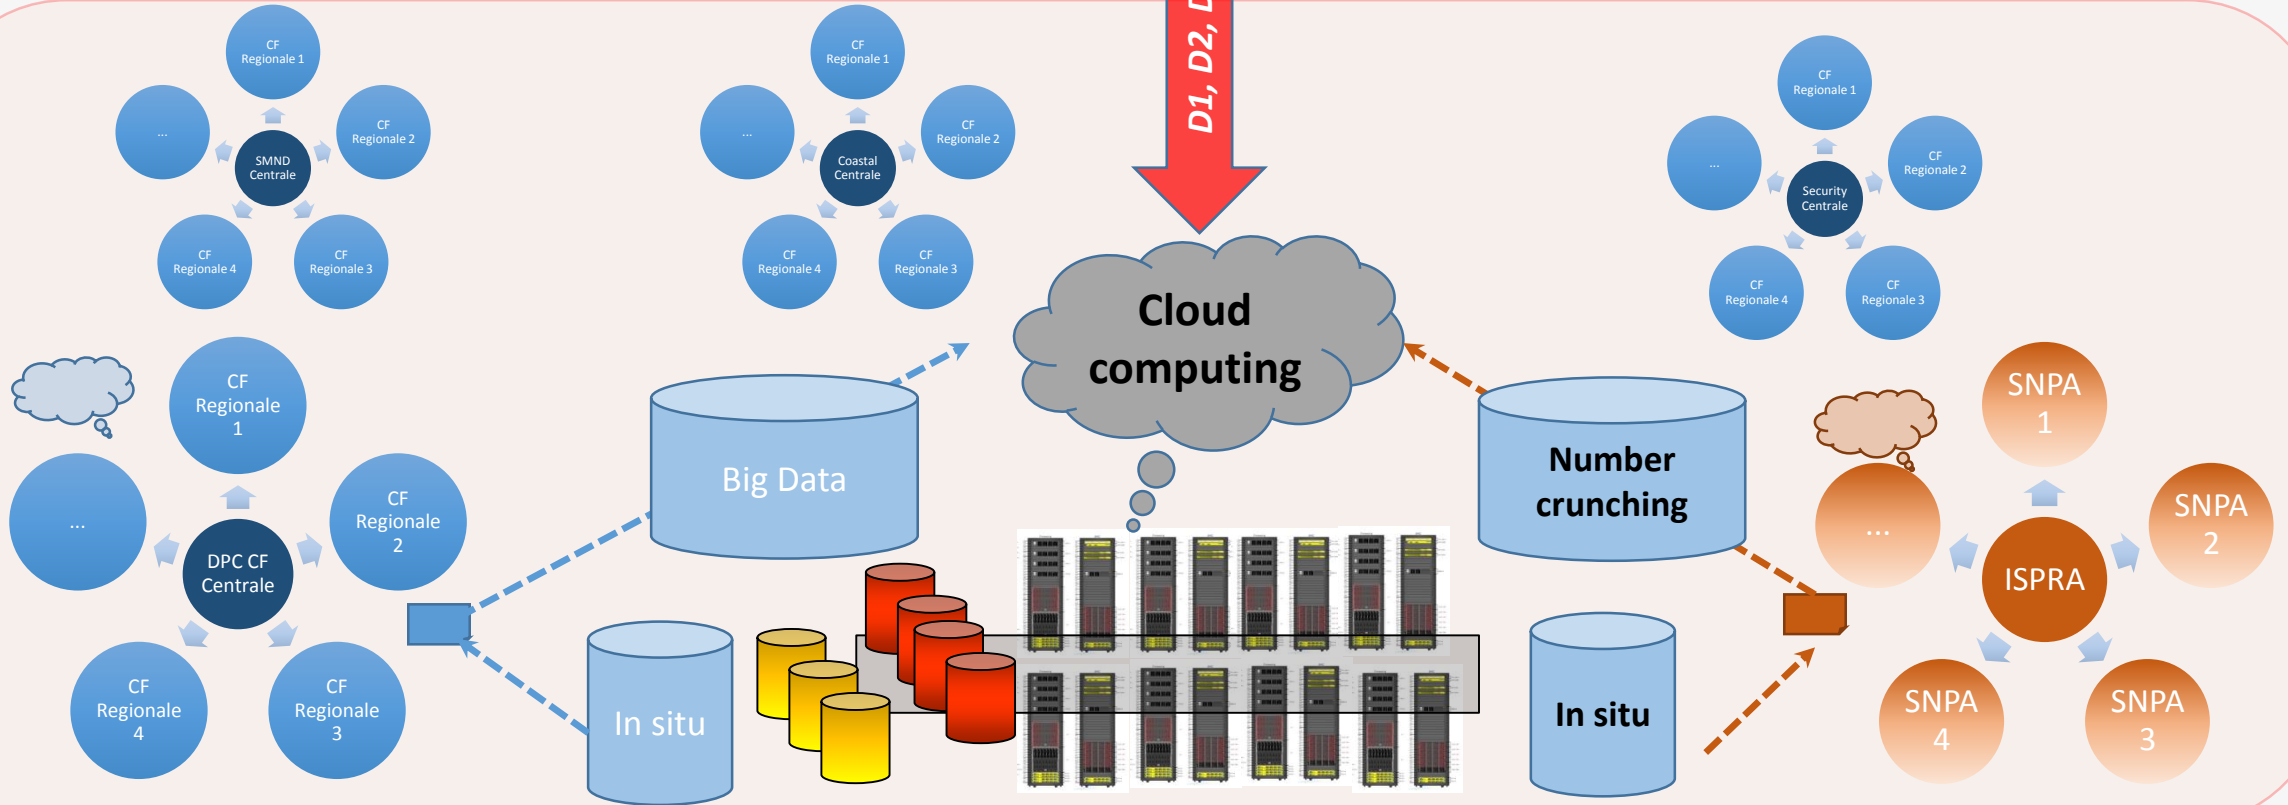 D1, D2, D
CF
Regionale 1
...
CF
Regionale 2
SMND
Centrale
CF
Regionale 4
CF
Regionale 3
CF
Regionale 1
...
CF
Regionale 2
Coastal
Centrale
CF
Regionale 4
CF
Regionale 3
CF
Regionale 1
...
CF
Regionale 2
Security
Centrale
CF
Regionale 4
CF
Regionale 3
Cloud
computing
CF
Regionale
1
...
CF
Regionale
2
DPC CF
Centrale
CF
Regionale
4
CF
Regionale
3
Big Data
In situ
Number
crunching
In situ
SNPA
1
...
SNPA
2
ISPRA
SNPA
4
SNPA
3